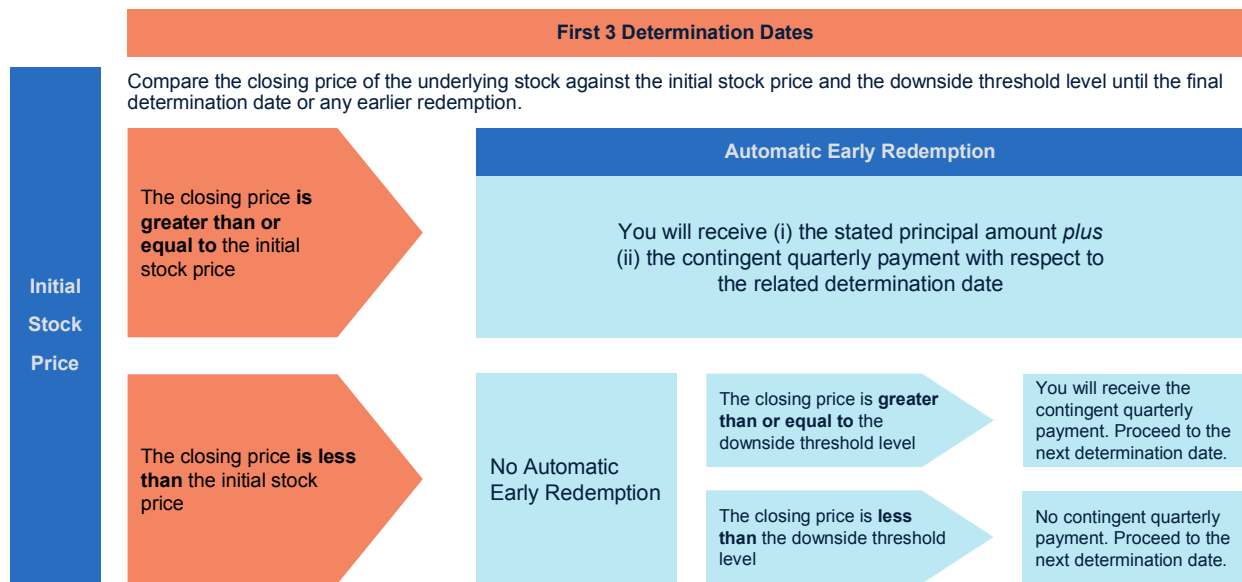 First 3 Determination Dates
Compare the closing price of the underlying stock against the initial stock price and the downside threshold level until the final
determination date or any earlier redemption.
Initial
Stock
Price
The closing price is
greater than or
equal to the initial
stock price
Automatic Early Redemption
You will receive (i) the stated principal amount plus
(ii) the contingent quarterly payment with respect to
the related determination date
The closing price is less
than the initial stock
price
No Automatic
Early Redemption
The closing price is greater
than or equal to the
downside threshold level
You will receive the
contingent quarterly
payment. Proceed to the
next determination date.
The closing price is less
than the downside threshold
level
No contingent quarterly
payment. Proceed to the
next determination date.